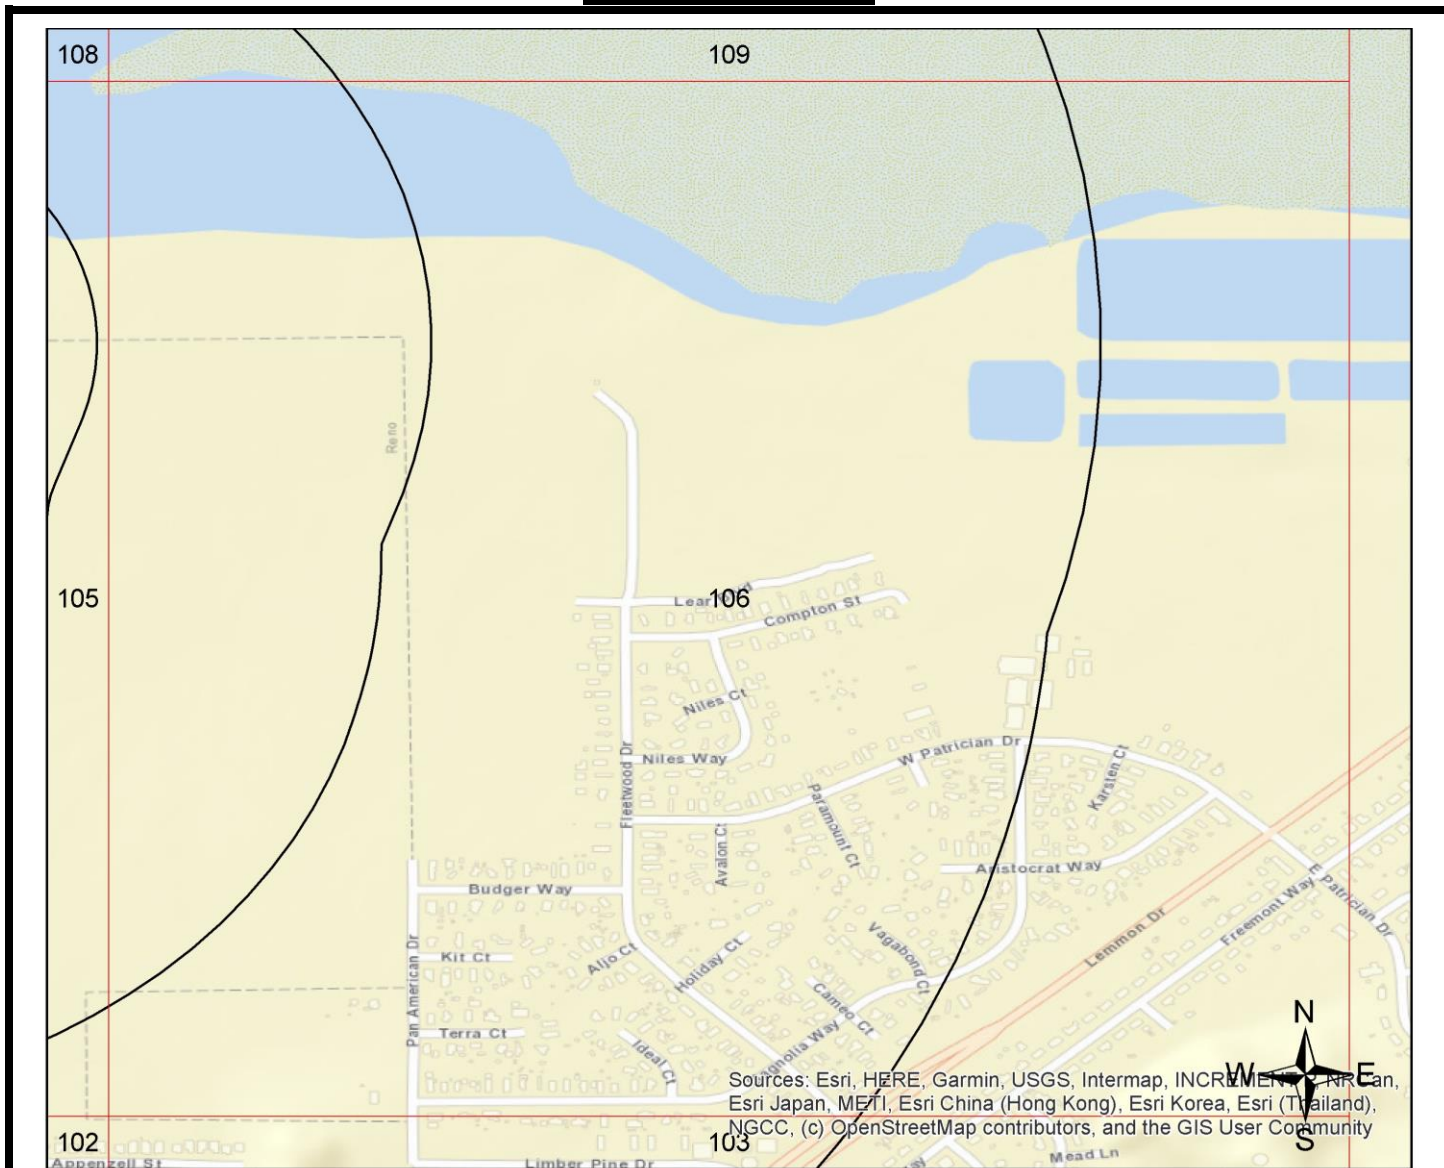 108
109
Reno
105
Lear
106
Compton St
Niles Ct
Niles Way
Fleetwood Dr
W Patrician Dr
Karsten Ct
Paramount Ct
Avalon Ct
Aristocrat Way
Budger Way
E Patrician Dr
Freemont Way
Lemmon Dr
Vagabond Ct
Aljo Ct
Holiday Ct
Kit Ct
Cameo Ct
Pan American Dr
Terra Ct
Ideal Ct
Way
N
W
E
S
Sources: Esri, HERE, Garmin, USGS, Intermap,
Esri Japan, METI, Esri China (Hong Kong), Esri Korea, Esri (Thailand),
NGCC, (c) OpenStreetMap contributors, and the GIS User Community
102
103
Appenzell St
Limber Pine Dr
Mead Ln